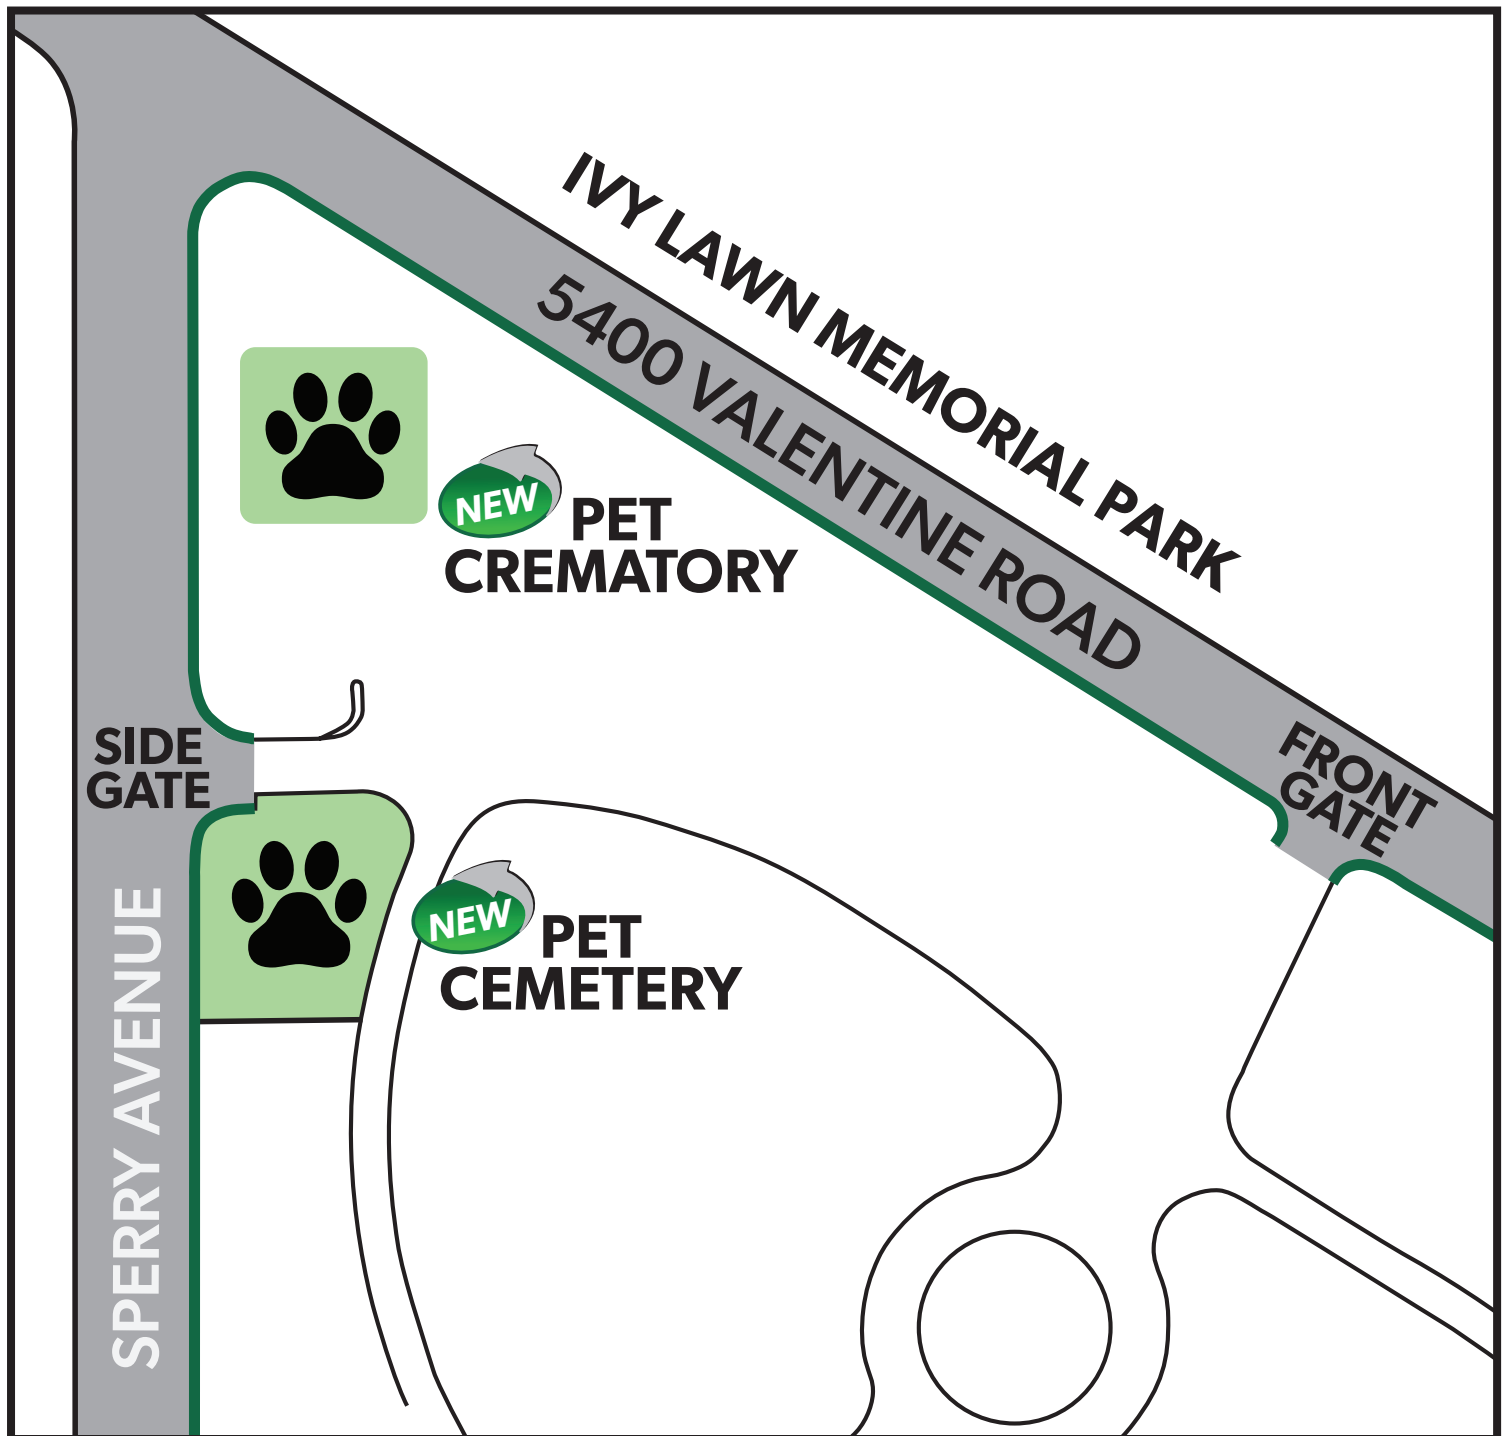 IVY LAWN MEMORIAL PARK
5400 VALENTINE ROAD
NEW
PET
CREMATORY
SIDE
GATE
FRONT
GATE
NEW
PET
CEMETERY
SPERRY AVENUE